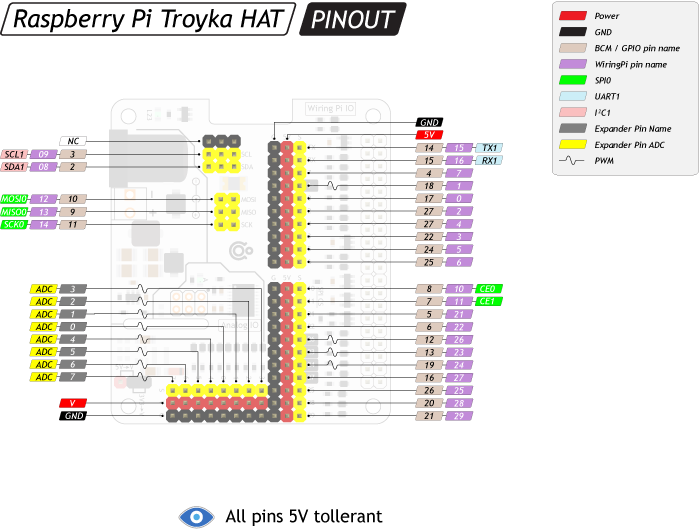 Raspberry Pi Troyka HAT PINOUT
Power
GND
BCM / GPIO pin name
WiringPi pin name
SPI0
UART1
I²C1
Expander Pin Name
Expander Pin ADC
PWM
Wiring Pi IO
GND
5V
NC
SCL1 09 3
SDA1 08 2
MOSI0 12 10
MISO0 13 9
SCK0 14 11
SCL
SDA
MOSI
MISO
SCK
14 15 TX1
15 16 RX1
4 7
18 1
17 0
27 2
27 4
22 3
24 5
25 6
ADC 3
ADC 2
ADC 1
ADC 0
ADC 4
ADC 5
ADC 6
ADC 7
V
GND
8 10 CE0
7 11 CE1
5 21
6 22
12 26
13 23
19 24
16 27
26 25
20 28
21 29
All pins 5V tollerant